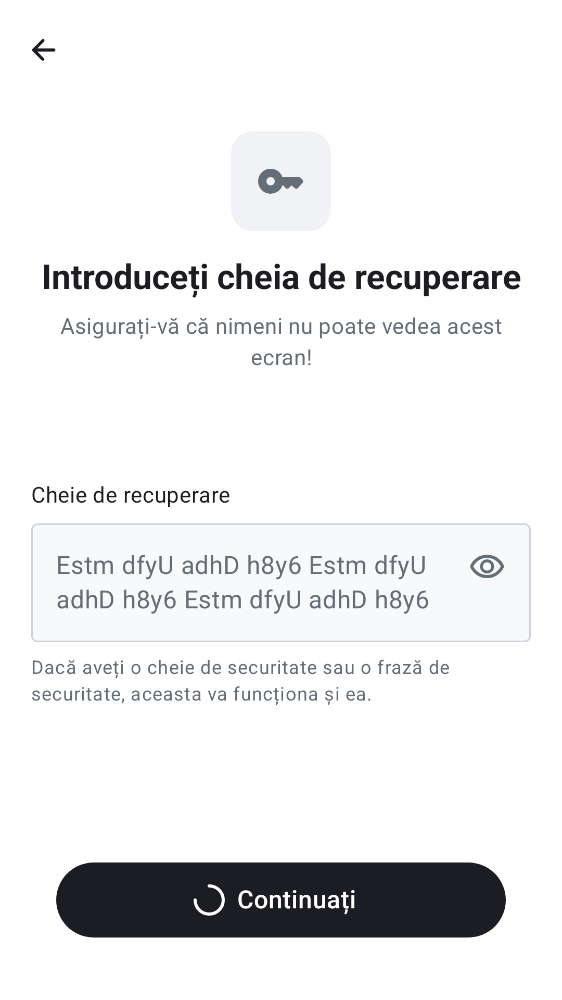 Introduceți cheia de recuperare
Asigurați-vă că nimeni nu poate vedea acest
ecran!
Cheie de recuperare
Estm dfyU adhD h8y6 Estm dfyU
adhD h8y6 Estm dfyU adhD h8y6
Dacă aveți o cheie de securitate sau o frază de
securitate, aceasta va funcționa și ea.
Continuați